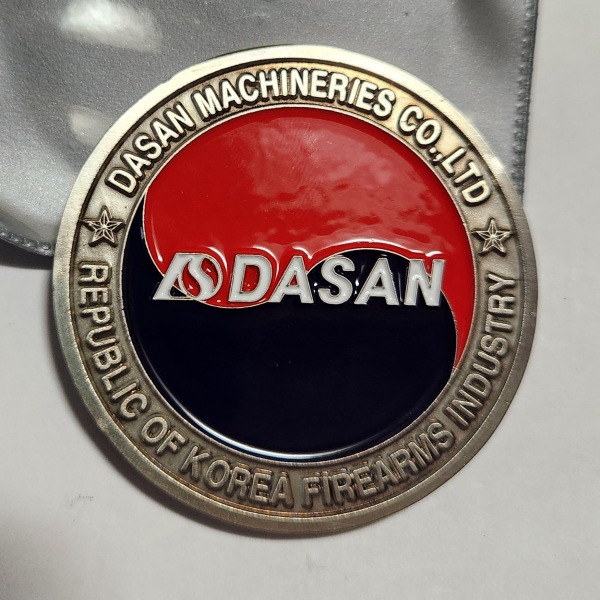 DASAN MACHINERIES CO.,LTD
DASAN
REPUBLIC OF KOREA FIREARMS INDUSTRY